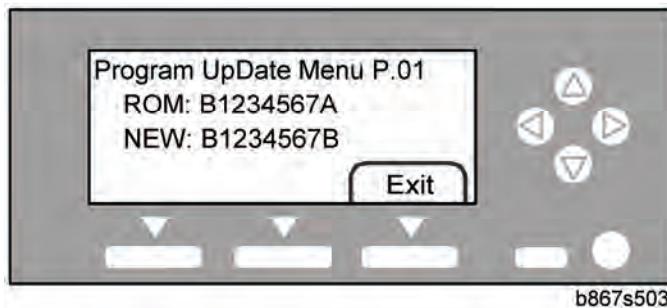 Program UpDate Menu P.01
ROM: B1234567A
NEW: B1234567B
Exit
b867s503